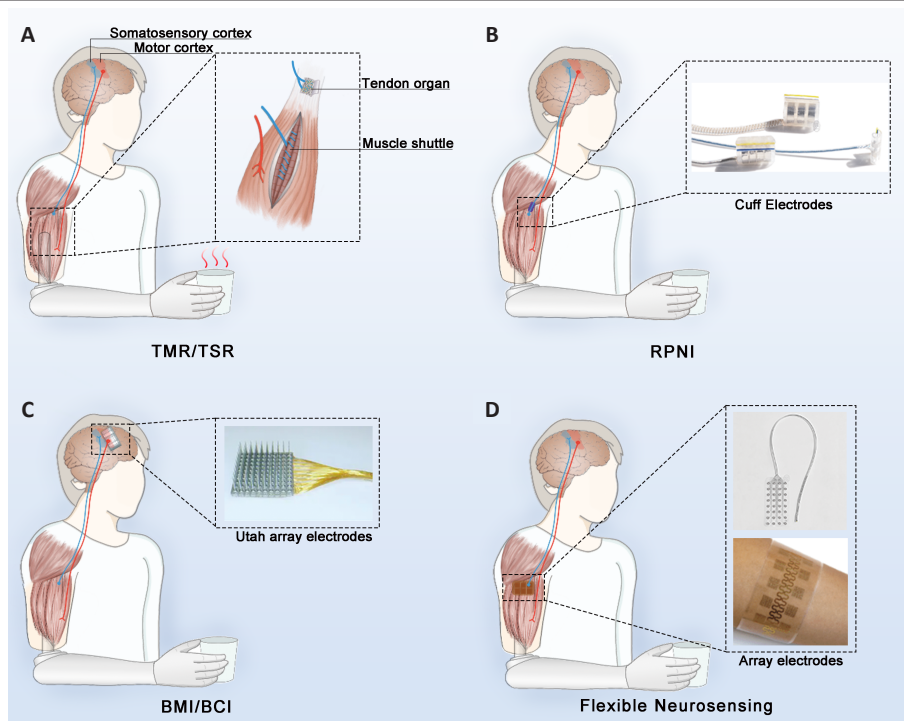 A
Somatosensory cortex
Motor cortex
Tendon organ
Muscle shuttle
TMR/TSR
B
Cuff Electrodes
RPNI
C
Utah array electrodes
BMI/BCI
D
Array electrodes
Flexible Neurosensing